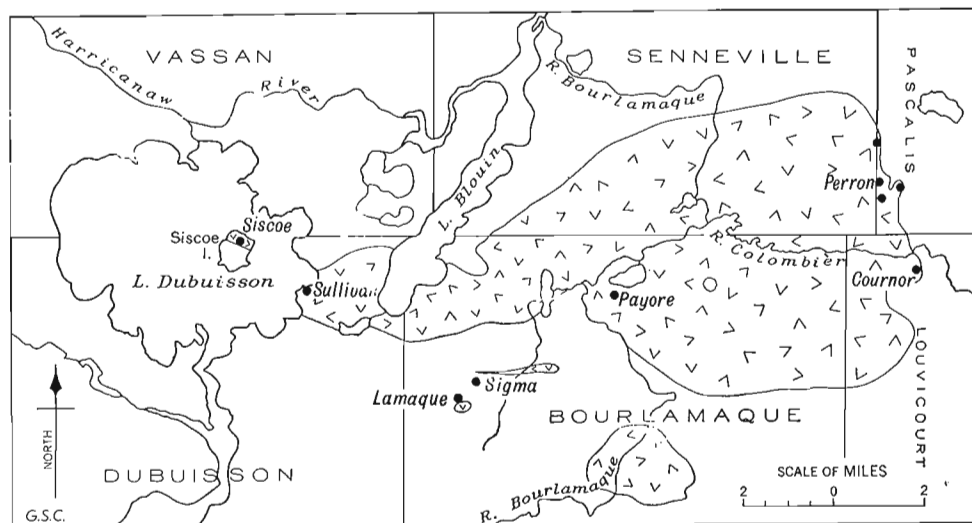 VASSAN
SENNEVILLE
PASCALIS
Harricanaw
River
R. Bourlamaque
L. Blouin
Perron
Siscoe
Siscoe
I.
L. Dubuisson
R. Colombier
Sullivan
Payore
Cournor
Sigma
Lamaque
BOURLAMAQUE
LOUVICOURT
NORTH
DUBUISSON
R. Bourlamaque
SCALE OF MILES
2 0 2
G.S.C.